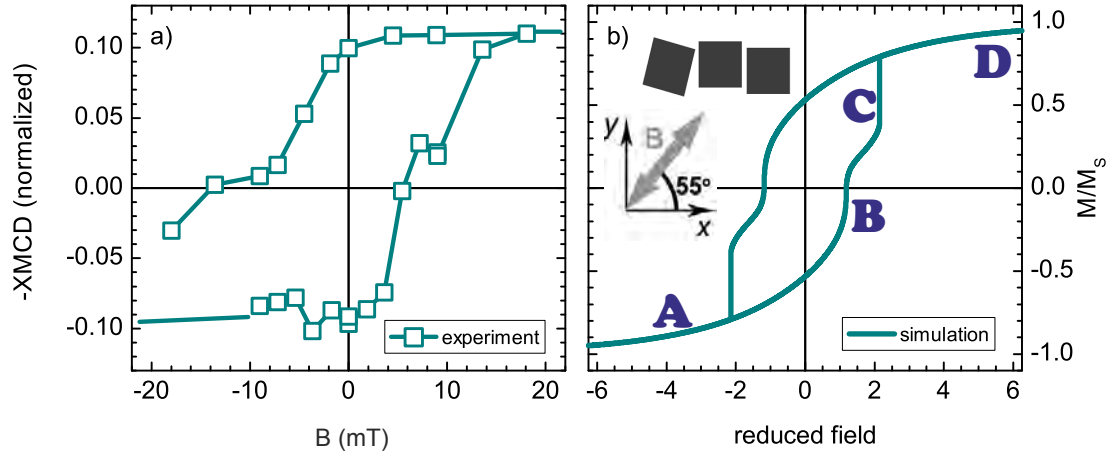 a)
0.10
0.05
0.00
-0.05
-0.10
-XMCD (normalized)
experiment
-20 -10 0 10 20
B (mT)
b)
y
B
55°
x
A
B
C
D
simulation
1.0
0.5
0.0
-0.5
-1.0
M/Ms
-6 -4 -2 0 2 4 6
reduced field